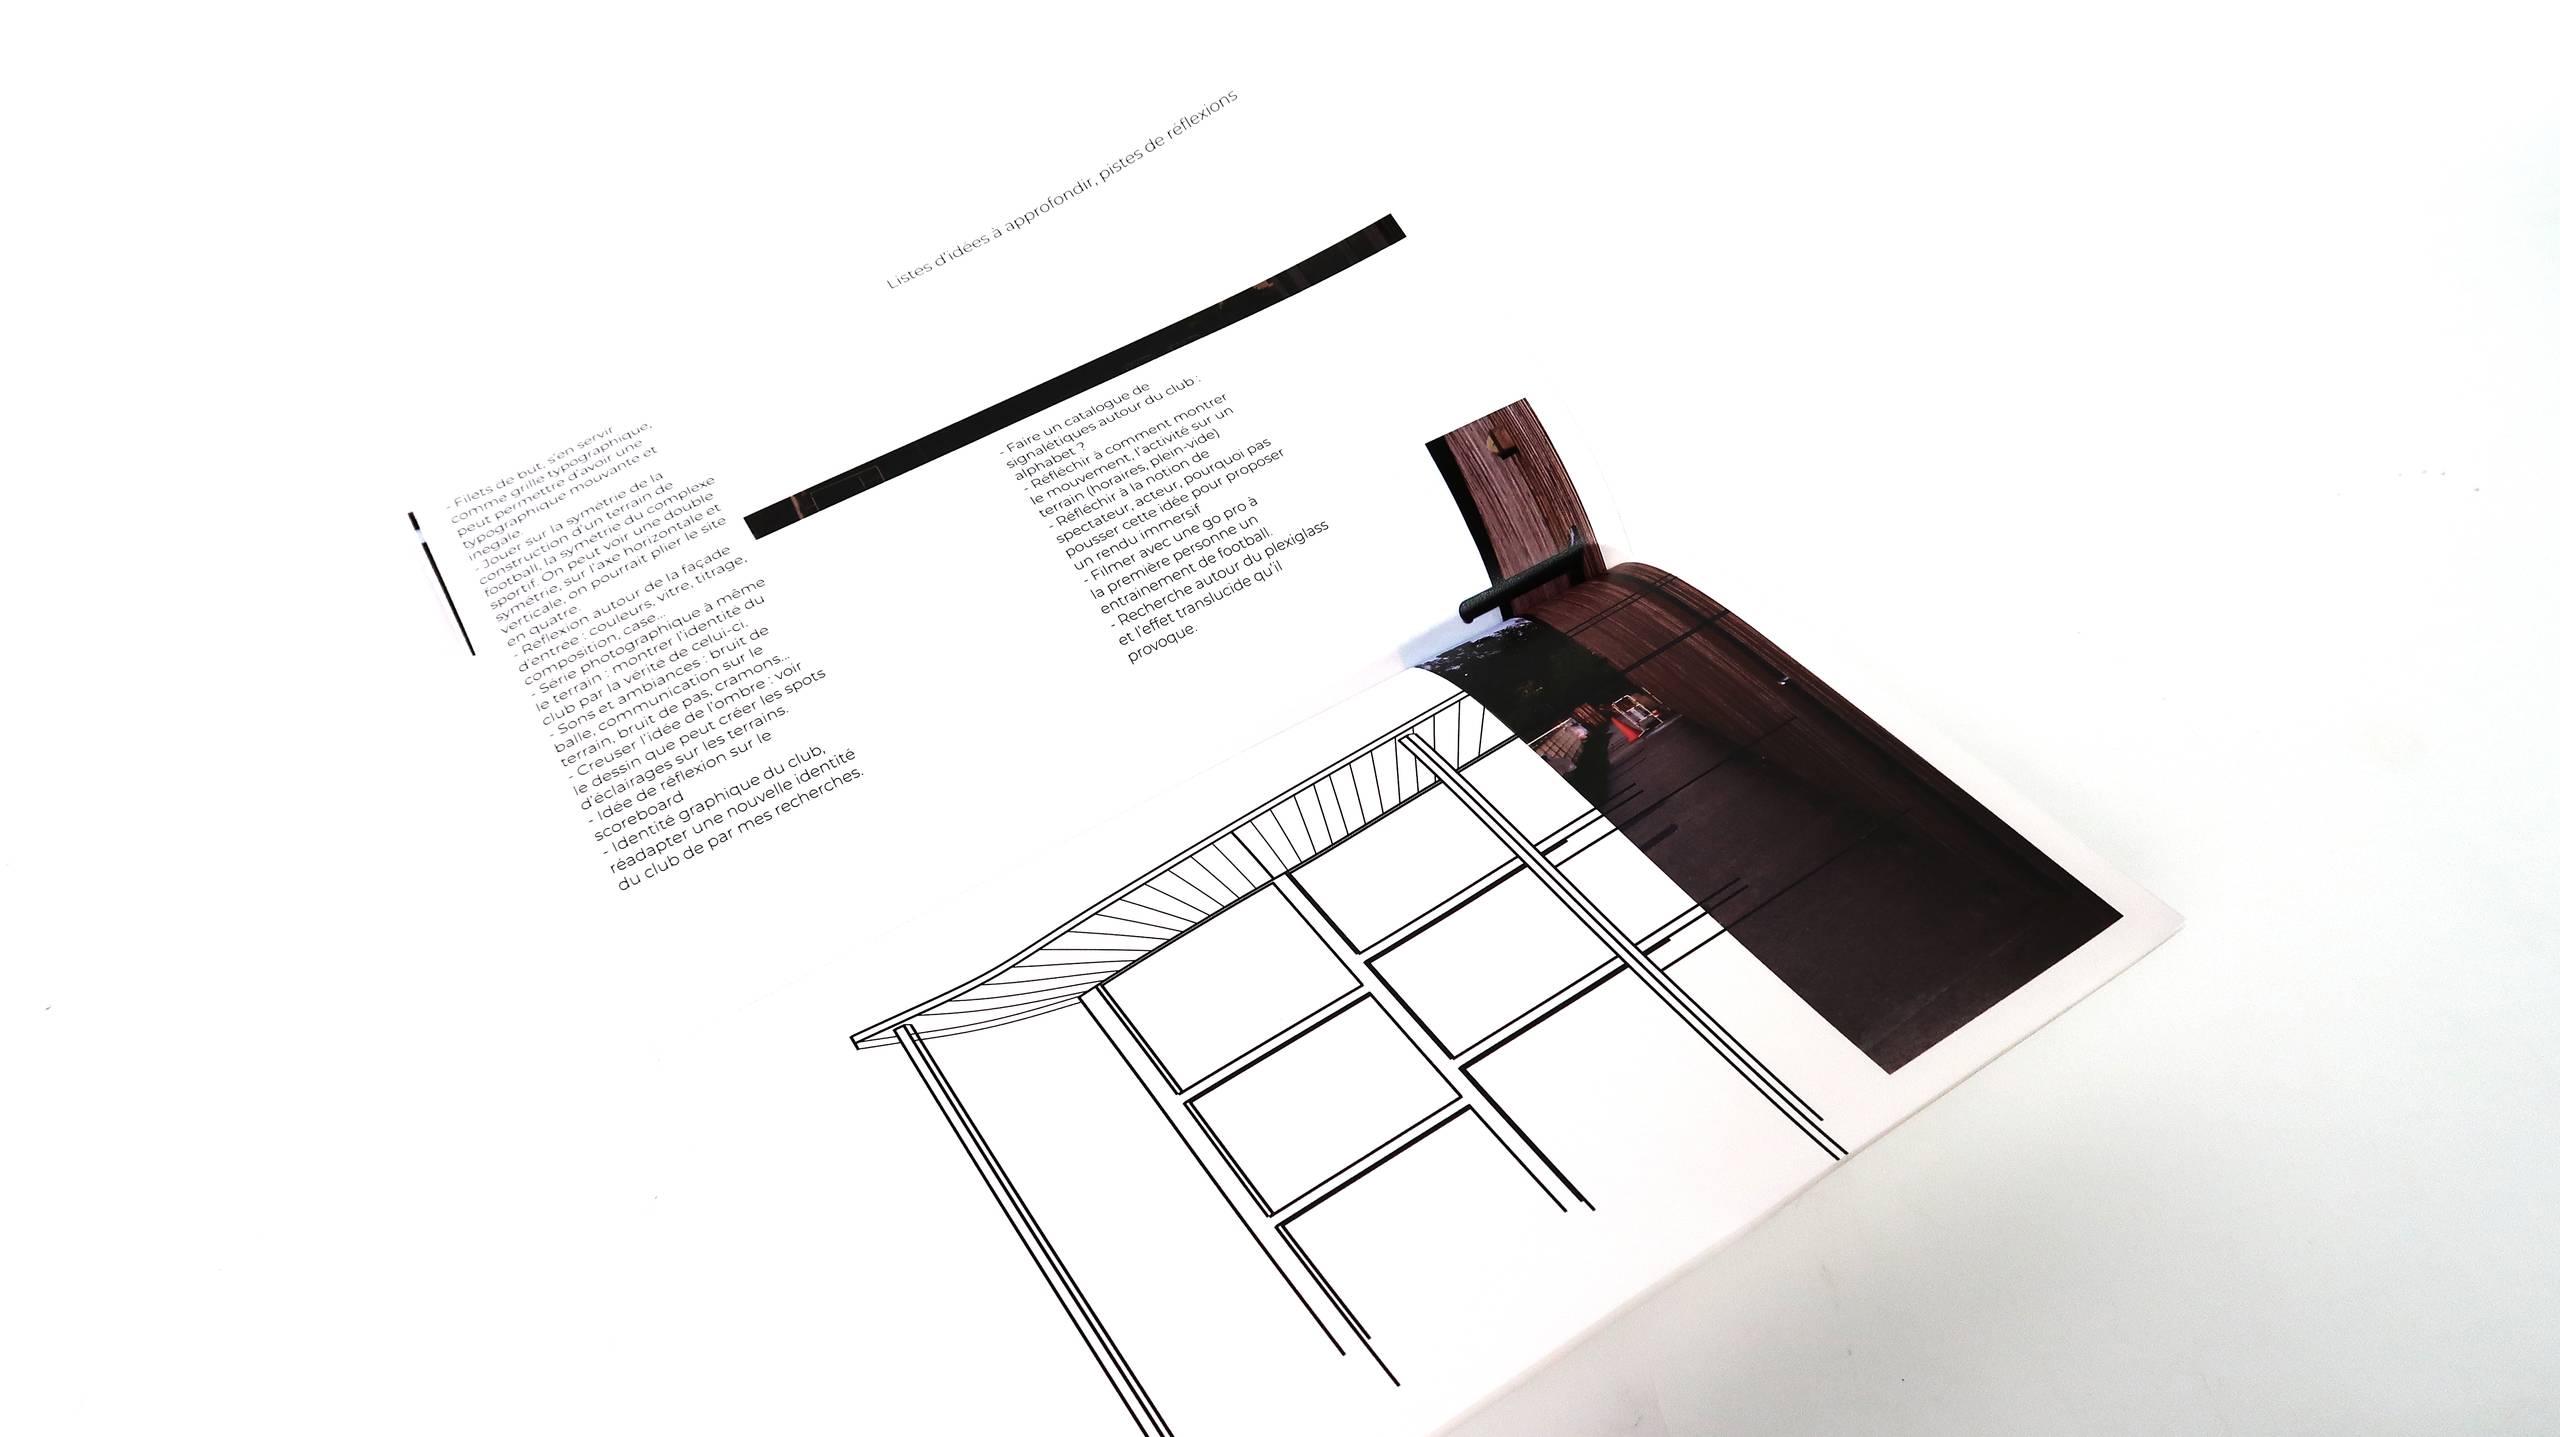 Listes d'idées à approfondir, pistes de réflexions
- Filets de but, s'en servir
comme grille typographique,
peut permettre d'avoir une
typographique mouvante et
inégale.
- Jouer sur la symétrie de la
construction d'un terrain de
football, la symétrie du complexe
sportif. On peut voir une double
symétrie, sur l'axe horizontale et
verticale, on pourrait plier le site
en quatre.
- Réflexion autour de la façade
d'entrée : couleurs, vitre, titrage,
composition, case...
- Série photographique à même
le terrain : montrer l'identité du
club par la vérité de celui-ci.
- Sons et ambiances : bruit de
balle, communication sur le
terrain, bruit de pas, cramons...
- Creuser l'idée de l'ombre : voir
le dessin que peut créer les spots
d'éclairages sur les terrains.
- Idée de réflexion sur le
scoreboard
- Identité graphique du club,
réadapter une nouvelle identité
du club de par mes recherches.
- Faire un catalogue de
signalétiques autour du club :
alphabet ?
- Réfléchir à comment montrer
le mouvement, l'activité sur un
terrain (horaires, plein-vide)
- Réfléchir à la notion de
spectateur, acteur, pourquoi pas
pousser cette idée pour proposer
un rendu immersif
- Filmer avec une go pro à
la première personne un
entrainement de football.
- Recherche autour du plexiglass
et l'effet translucide qu'il
provoque.